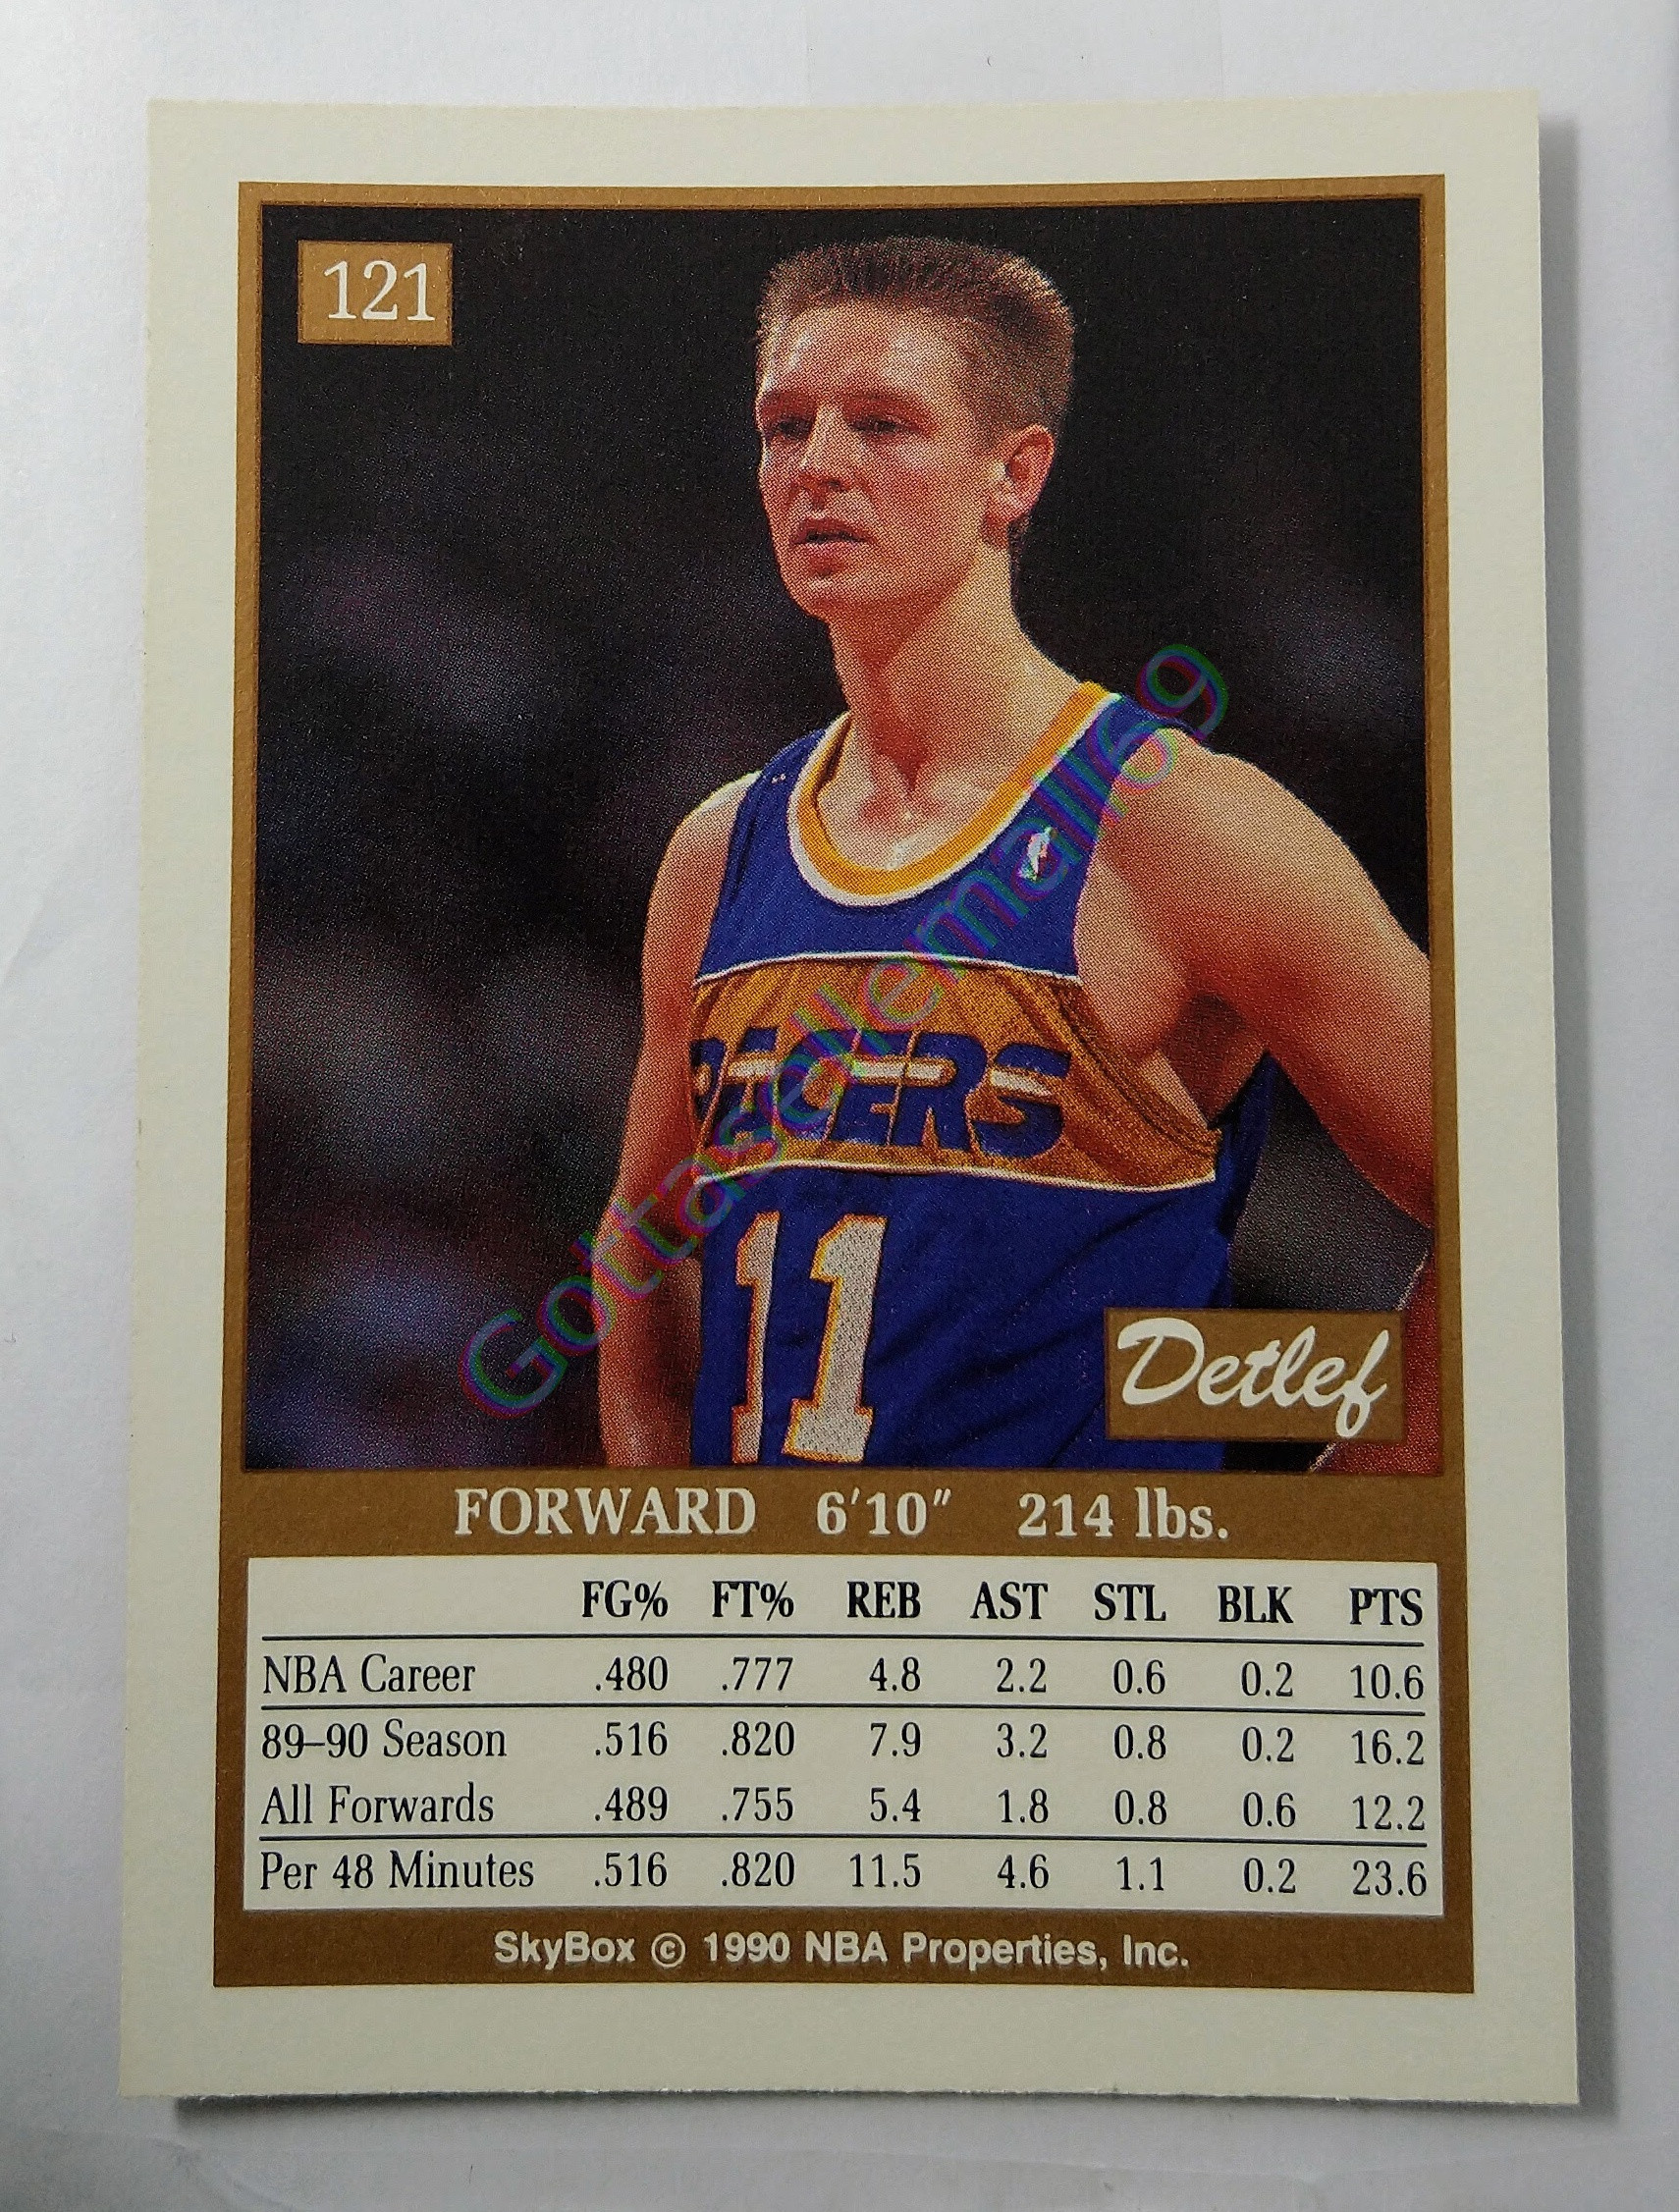 121
PACERS
11
Gottasellemall69
Detlef
FORWARD 6'10" 214 lbs.
FG% FT% REB AST STL BLK PTS
NBA Career .480 .777 4.8 2.2 0.6 0.2 10.6
89–90 Season .516 .820 7.9 3.2 0.8 0.2 16.2
All Forwards .489 .755 5.4 1.8 0.8 0.6 12.2
Per 48 Minutes .516 .820 11.5 4.6 1.1 0.2 23.6
SkyBox © 1990 NBA Properties, Inc.